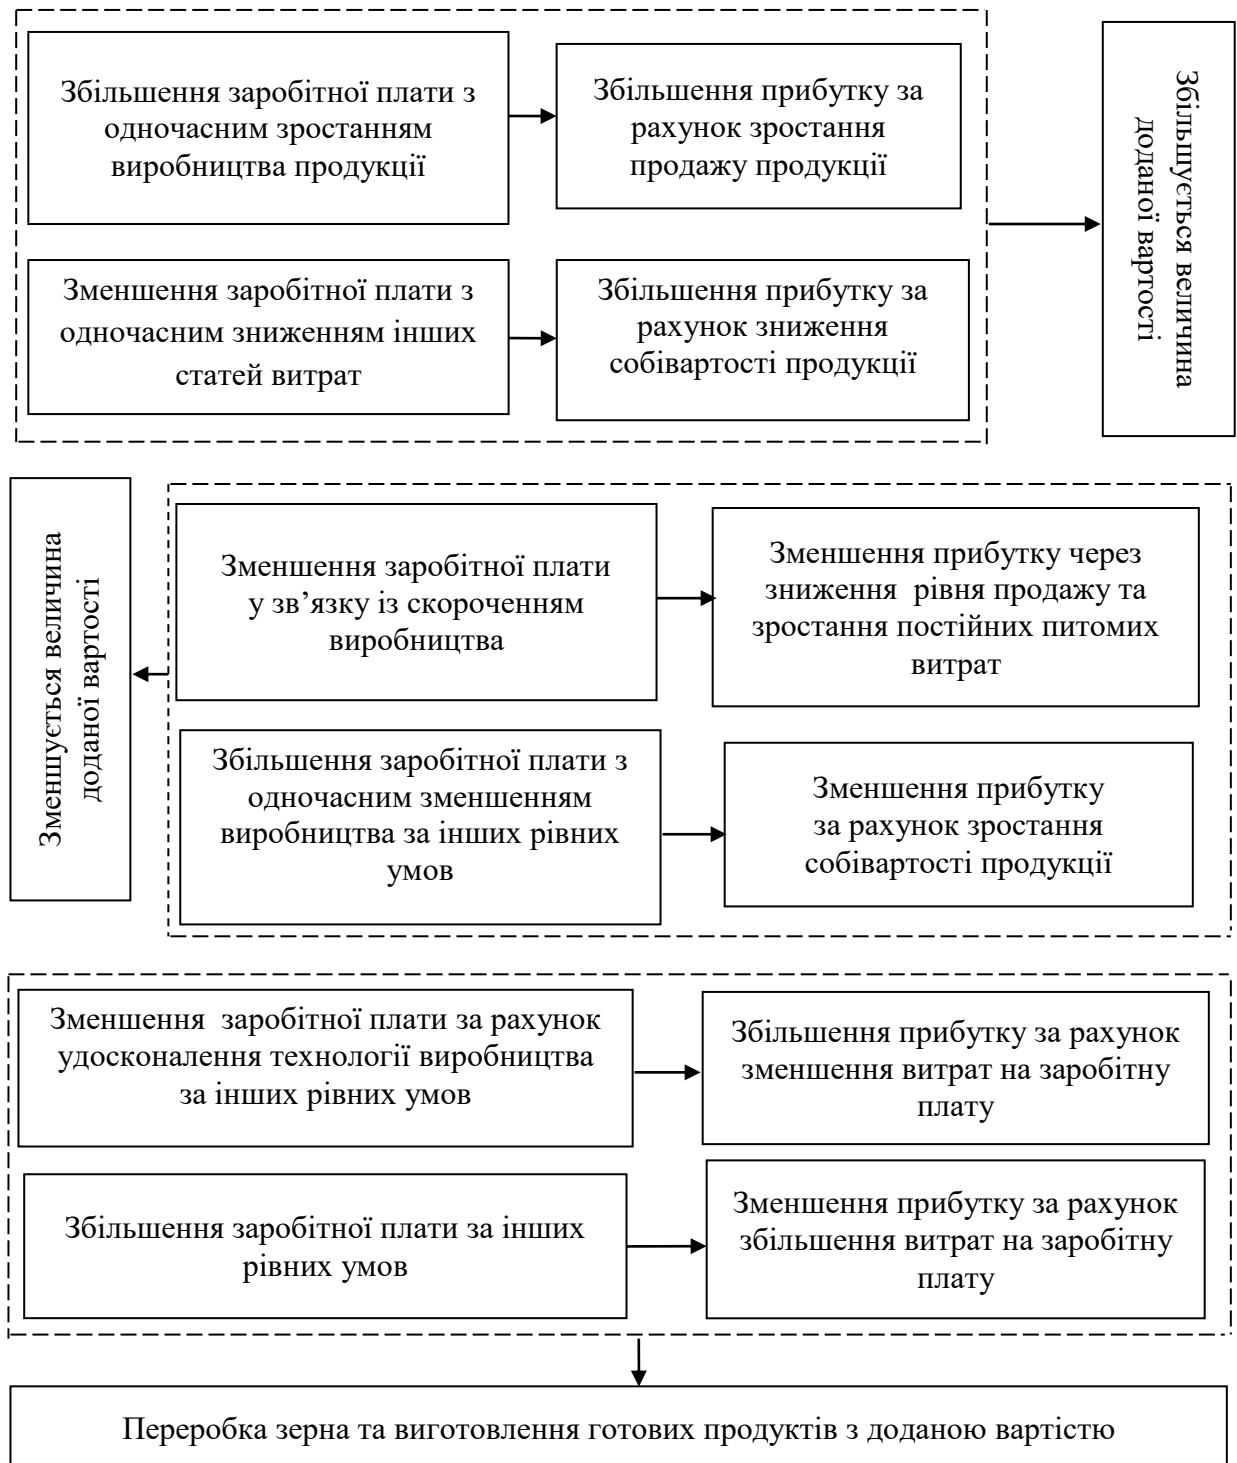 Збільшення заробітної плати з
одночасним зростанням
виробництва продукції
Збільшення прибутку за
рахунок зростання
продажу продукції
Зменшення заробітної плати з
одночасним зниженням інших
статей витрат
Збільшення прибутку за
рахунок зниження
собівартості продукції
Збільшується величина
доданої вартості
Зменшується величина
доданої вартості
Зменшення заробітної плати
у зв’язку із скороченням
виробництва
Зменшення прибутку через
зниження рівня продажу та
зростання постійних питомих
витрат
Збільшення заробітної плати з
одночасним зменшенням
виробництва за інших рівних
умов
Зменшення прибутку
за рахунок зростання
собівартості продукції
Зменшення заробітної плати за рахунок
удосконалення технології виробництва
за інших рівних умов
Збільшення прибутку за рахунок
зменшення витрат на заробітну
плату
Збільшення заробітної плати за інших
рівних умов
Зменшення прибутку за рахунок
збільшення витрат на заробітну
плату
Переробка зерна та виготовлення готових продуктів з доданою вартістю